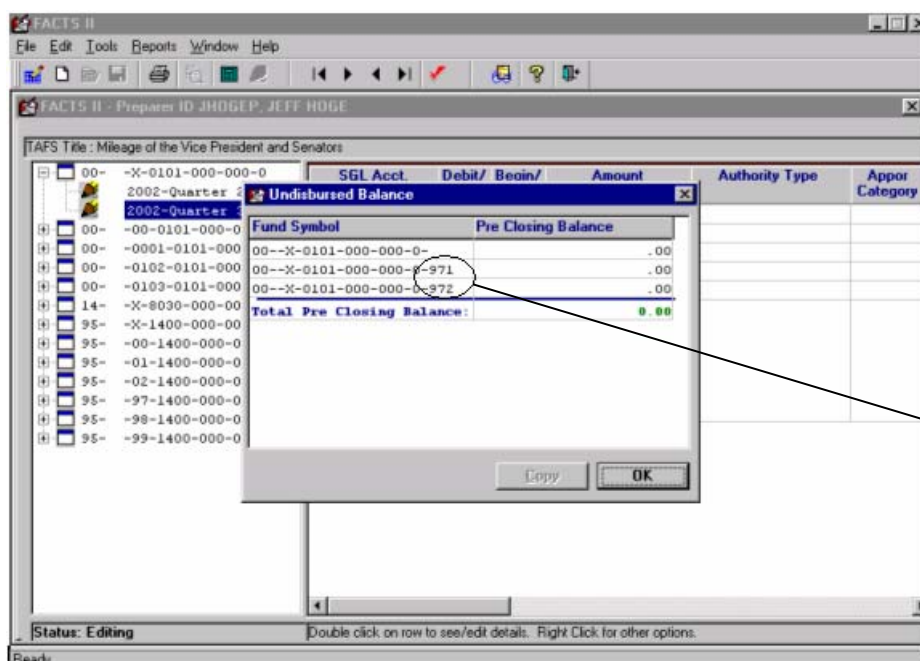 FACTS II
File Edit Tools Reports Window Help
FACTS II - Preparer ID JHOGEP, JEFF HOGE
TAFS Title : Mileage of the Vice President and Senators
00- -X-0101-000-000-0
2002-Quarter 2
2002-Quarter 3
00- -00-0101-000-0
00- -0001-0101-000
00- -0102-0101-000
00- -0103-0101-000
14- -X-8030-000-00
95- -X-1400-000-00
95- -00-1400-000-0
95- -01-1400-000-0
95- -02-1400-000-0
95- -97-1400-000-0
95- -98-1400-000-0
95- -99-1400-000-0
SGL Acct. Debit/ Begin/ Amount Authority Type Appor
Category
Undisbursed Balance
Fund Symbol Pre Closing Balance
00--X-0101-000-000-0- .00
00--X-0101-000-000-0-971 .00
00--X-0101-000-000-0-972 .00
Total Pre Closing Balance: 0.00
Copy OK
Status: Editing Double click on row to see/edit details. Right Click for other options.
Ready